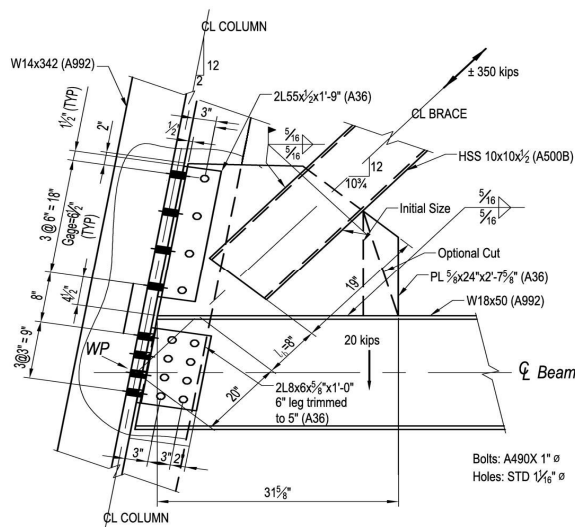 CL COLUMN
W14x342 (A992)
12
2
2L55x½x1'-9" (A36)
± 350 kips
CL BRACE
1½" (TYP)
2"
3"
½"
5/16
5/16
12
10¾
HSS 10x10x½ (A500B)
Initial Size
5/16
5/16
Optional Cut
3 @ 6" = 18"
Gage=6½"
(TYP)
PL ⅝x24"x2'-7⅝" (A36)
19"
W18x50 (A992)
8"
4½"
20 kips
lh=8"
3@3" = 9"
WP
CL Beam
20"
2L8x6x⅝"x1'-0"
6" leg trimmed
to 5" (A36)
3"
3"
2"
Bolts: A490X 1" ø
Holes: STD 1 1/16" ø
31⅝"
CL COLUMN